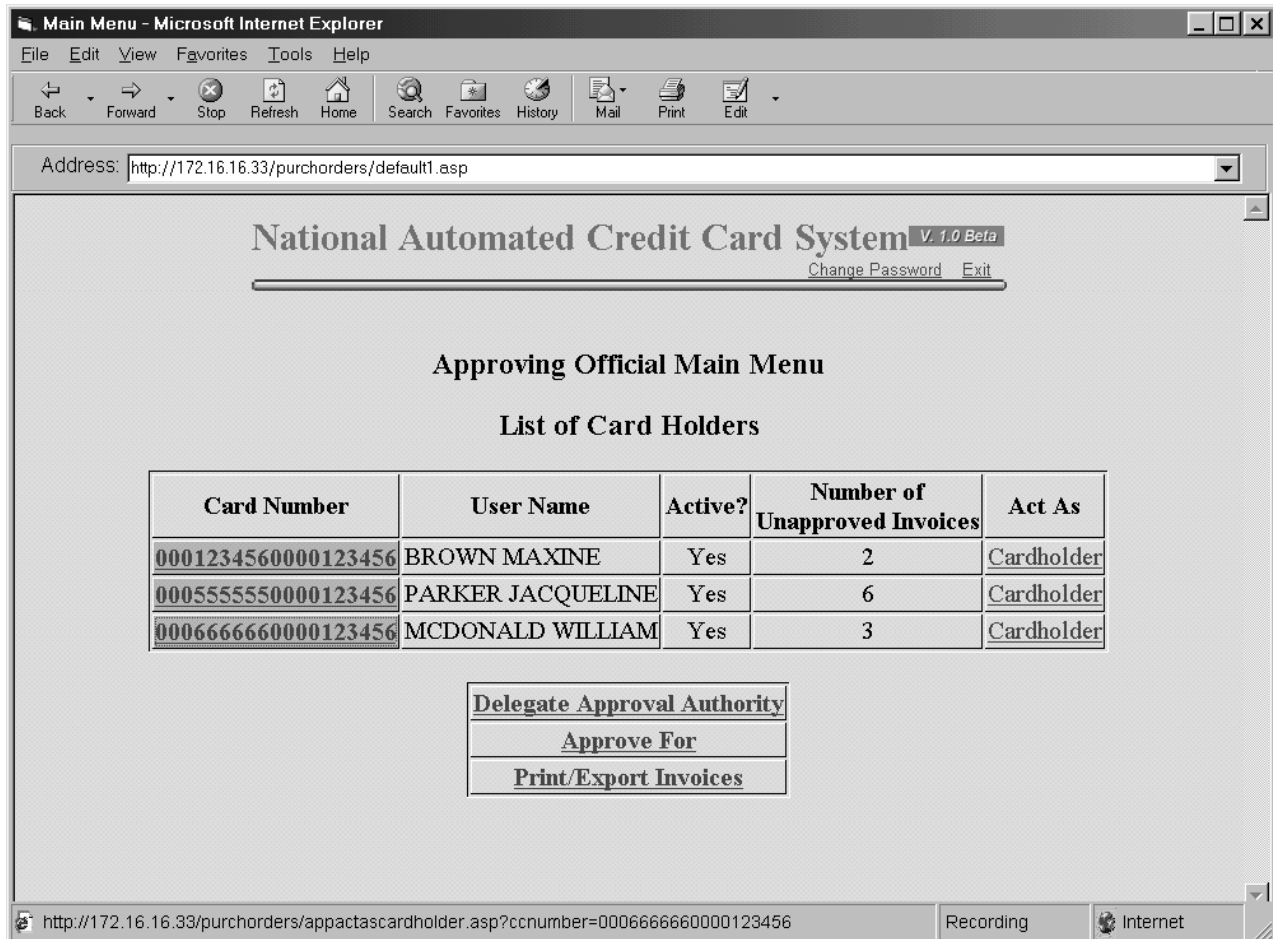 Main Menu - Microsoft Internet Explorer
File Edit View Favorites Tools Help
Back Forward Stop Refresh Home Search Favorites History Mail Print Edit
Address: http://172.16.16.33/purchorders/default1.asp
National Automated Credit Card System V. 1.0 Beta
Change Password Exit
Approving Official Main Menu
List of Card Holders
Card Number User Name Active? Number of Unapproved Invoices Act As
0001234560000123456 BROWN MAXINE Yes 2 Cardholder
0005555550000123456 PARKER JACQUELINE Yes 6 Cardholder
0006666660000123456 MCDONALD WILLIAM Yes 3 Cardholder
Delegate Approval Authority
Approve For
Print/Export Invoices
http://172.16.16.33/purchorders/appactascardholder.asp?ccnumber=0006666660000123456 Recording Internet